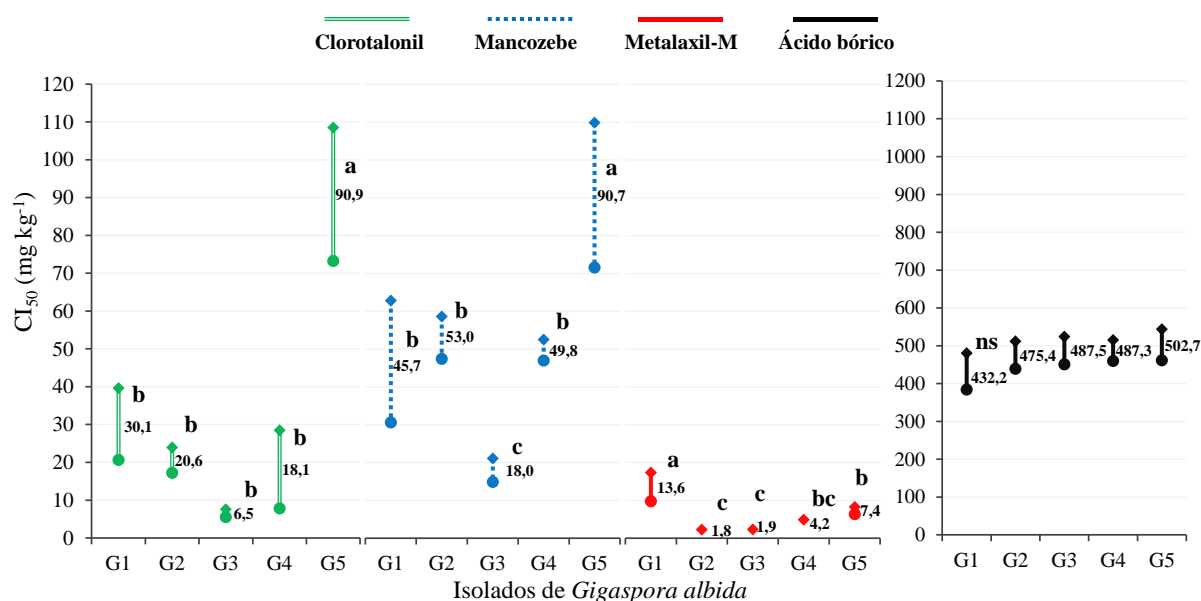 Clorotalonil Mancozebe Metalaxil-M Ácido bórico
CI50 (mg kg-1)
120
110
100
90
80
70
60
50
40
30
20
10
0
b
30,1
b
20,6
b
6,5
b
18,1
a
90,9
b
45,7
b
53,0
c
18,0
b
49,8
a
90,7
a
13,6
c
1,8
c
1,9
bc
4,2
b
7,4
1200
1100
1000
900
800
700
600
500
400
300
200
100
0
ns
432,2
475,4
487,5
487,3
502,7
G1 G2 G3 G4 G5 G1 G2 G3 G4 G5 G1 G2 G3 G4 G5 G1 G2 G3 G4 G5
Isolados de Gigaspora albida